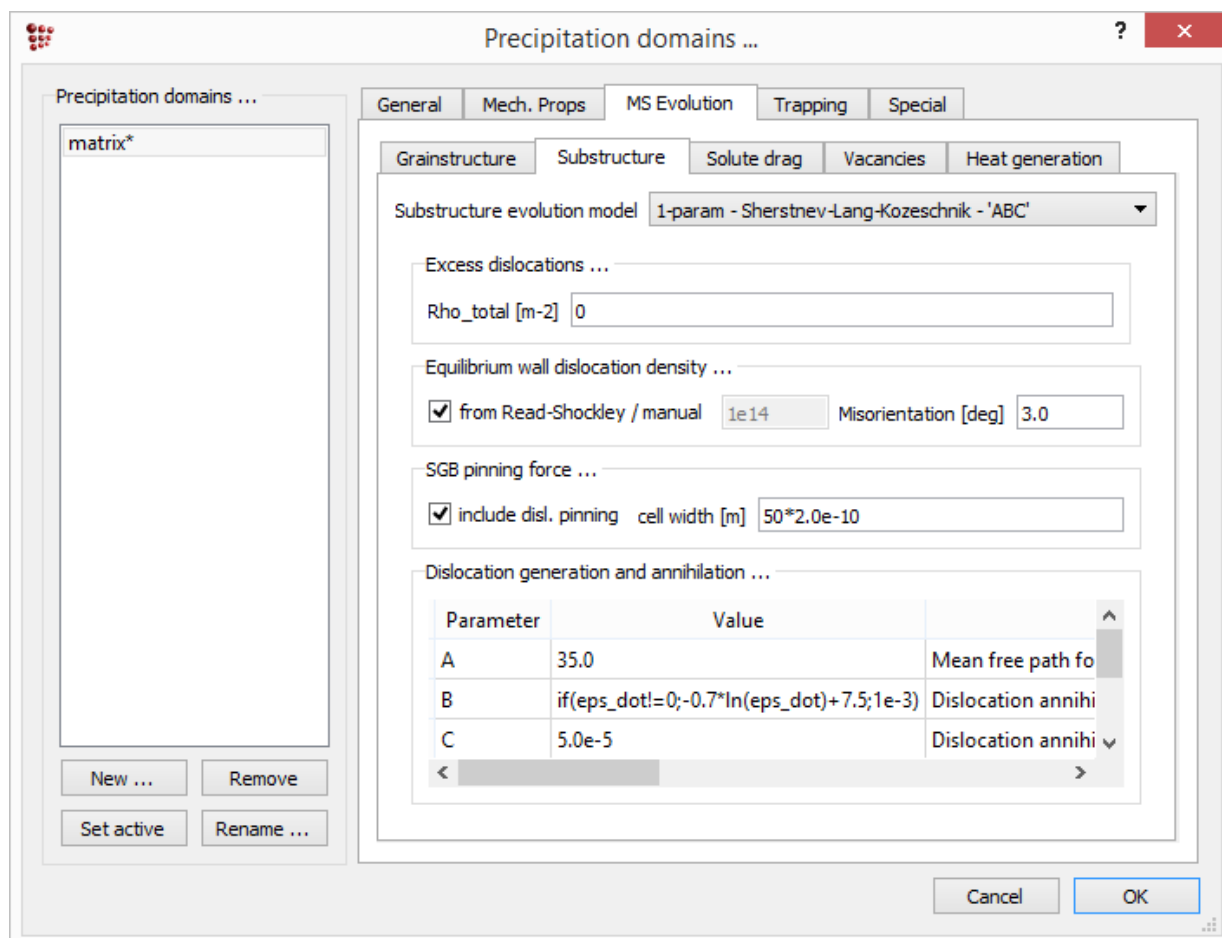 Precipitation domains ...
?
Precipitation domains ...
matrix*
New ...
Remove
Set active
Rename ...
General
Mech. Props
MS Evolution
Trapping
Special
Grainstructure
Substructure
Solute drag
Vacancies
Heat generation
Substructure evolution model
1-param - Sherstnev-Lang-Kozeschnik - 'ABC'
Excess dislocations ...
Rho_total [m-2]
0
Equilibrium wall dislocation density ...
from Read-Shockley / manual
1e14
Misorientation [deg]
3.0
SGB pinning force ...
include disl. pinning
cell width [m]
50*2.0e-10
Dislocation generation and annihilation ...
Parameter
Value
A
35.0
Mean free path fo
B
if(eps_dot!=0;-0.7*ln(eps_dot)+7.5;1e-3)
Dislocation annihi
C
5.0e-5
Dislocation annihi
Cancel
OK